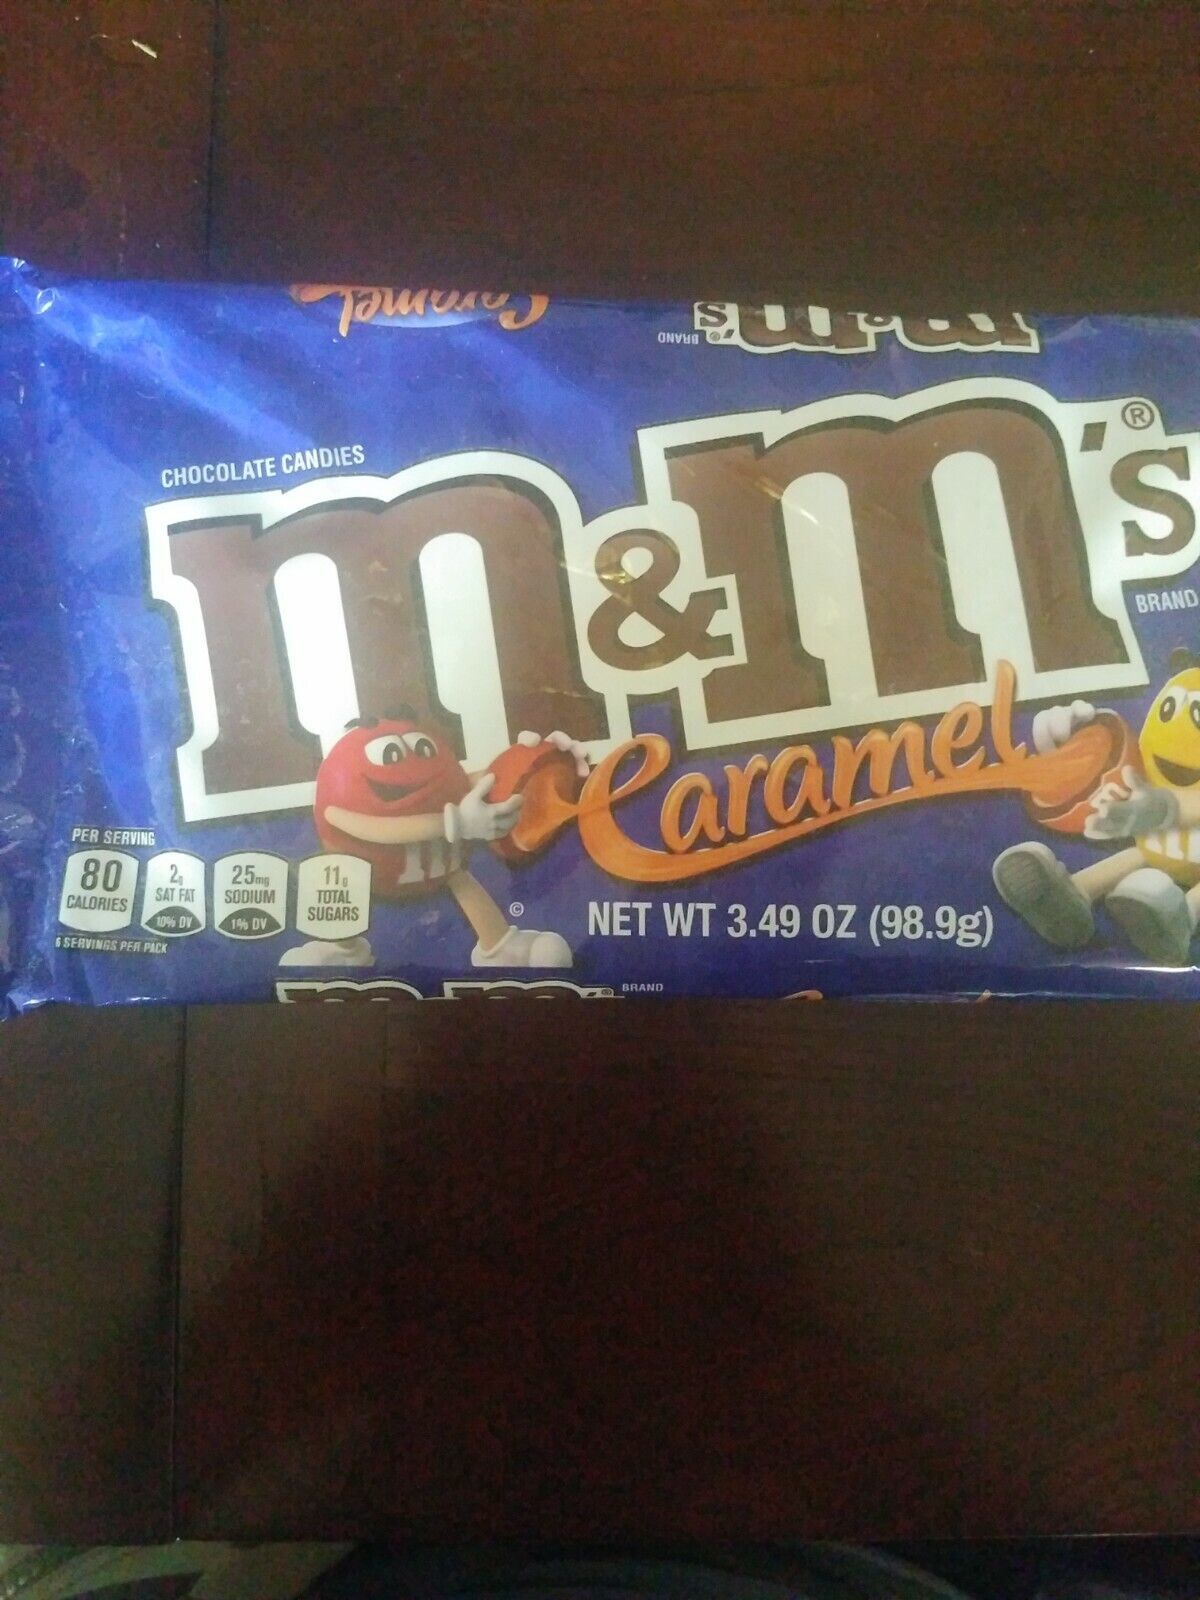 Caramel
m&m's®
BRAND
CHOCOLATE CANDIES
m&m's®
BRAND
Caramel
m
PER SERVING
80
CALORIES
2g
SAT FAT
10% DV
25mg
SODIUM
1% DV
11g
TOTAL
SUGARS
6 SERVINGS PER PACK
©
NET WT 3.49 OZ (98.9g)
m
m&m's®
BRAND